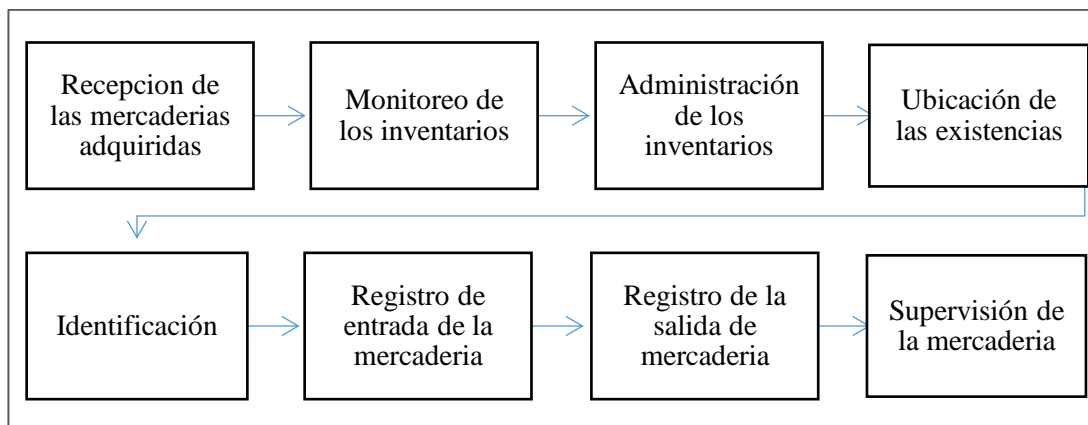 Recepcion de
las mercaderias
adquiridas
Monitoreo de
los inventarios
Administración
de los
inventarios
Ubicación de
las existencias
Identificación
Registro de
entrada de la
mercaderia
Registro de la
salida de
mercaderia
Supervisión de
la mercaderia